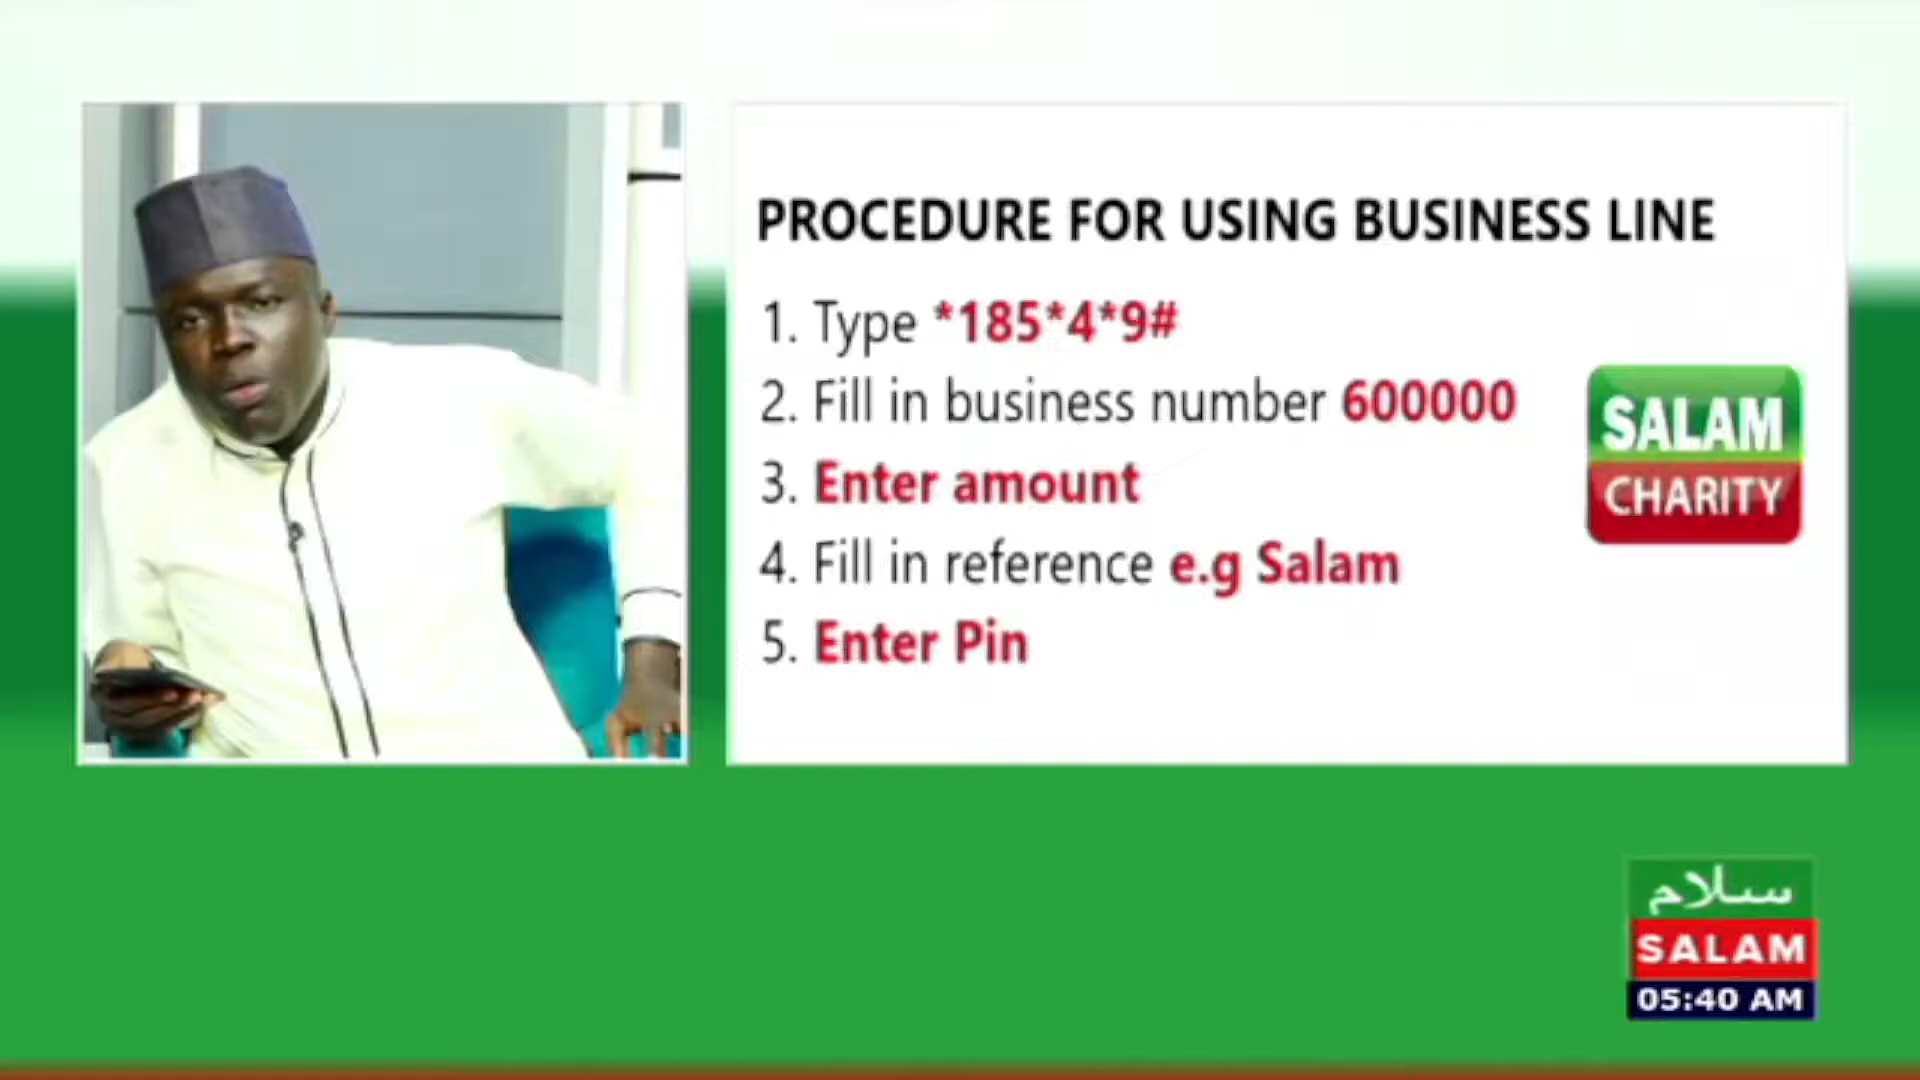 PROCEDURE FOR USING BUSINESS LINE
1. Type *185*4*9#
2. Fill in business number 600000
3. Enter amount
4. Fill in reference e.g Salam
5. Enter Pin
SALAM
CHARITY
سلام
SALAM
05:40 AM